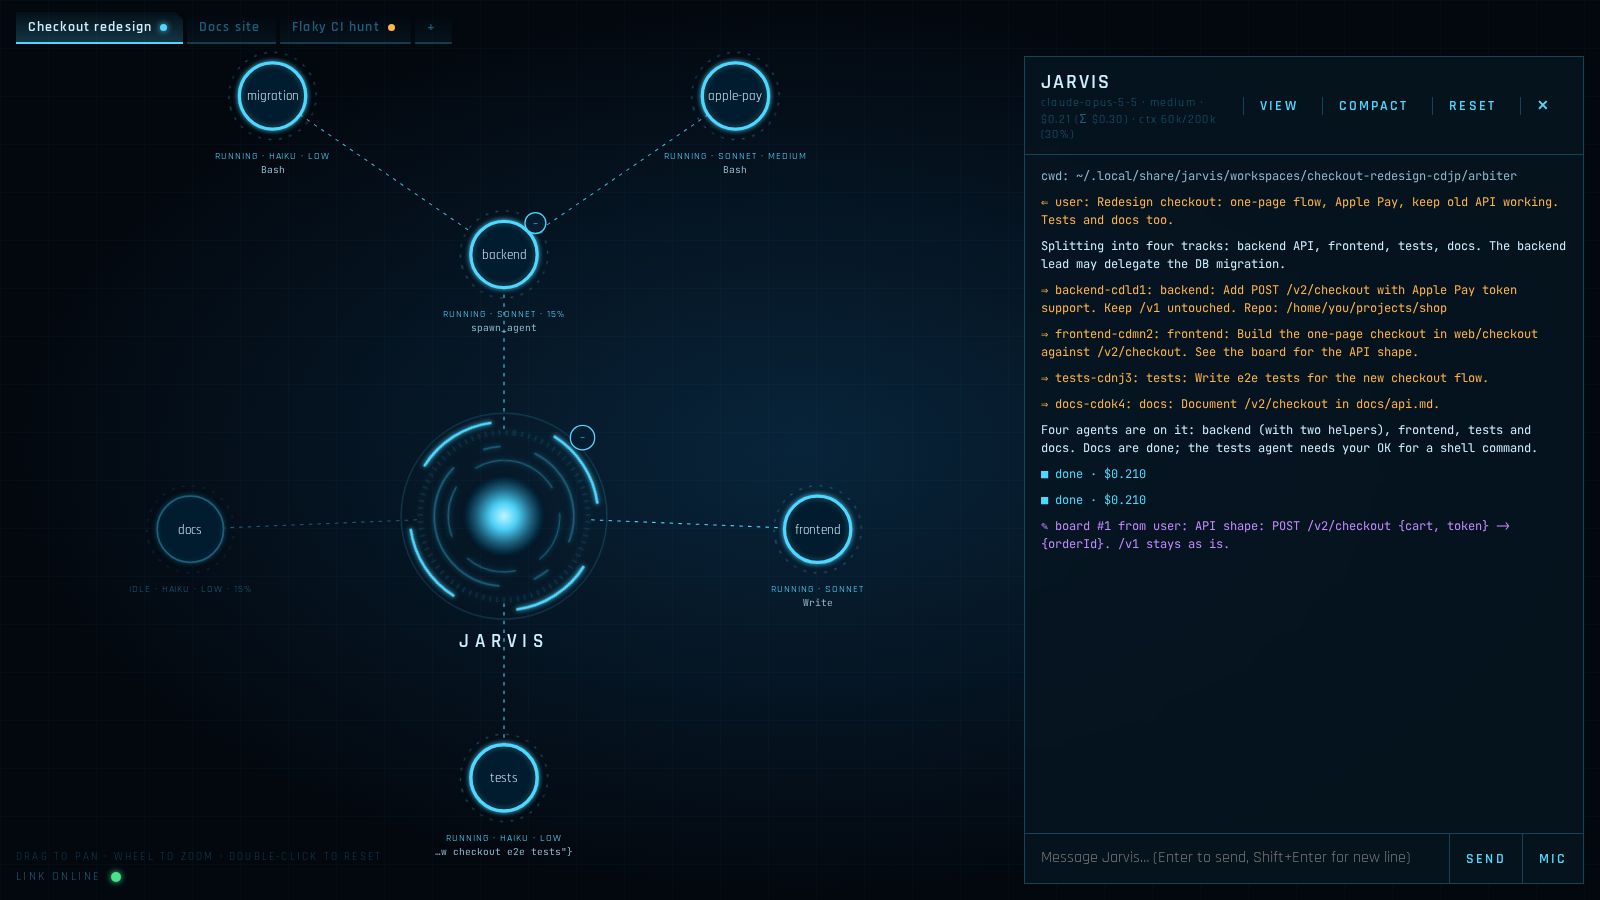 Checkout redesign
Docs site
Flaky CI hunt
+
migration
RUNNING · HAIKU · LOW
Bash
apple-pay
RUNNING · SONNET · MEDIUM
Bash
backend
RUNNING · SONNET · 15%
spawn_agent
docs
IDLE · HAIKU · LOW · 15%
JARVIS
frontend
RUNNING · SONNET
Write
tests
RUNNING · HAIKU · LOW
…w checkout e2e tests"}
DRAG TO PAN · WHEEL TO ZOOM · DOUBLE-CLICK TO RESET
LINK ONLINE
JARVIS
claude-opus-5-5 · medium ·
$0.21 (Σ $0.30) · ctx 60k/200k
(30%)
VIEW
COMPACT
RESET
✕
cwd: ~/.local/share/jarvis/workspaces/checkout-redesign-cdjp/arbiter
⇐ user: Redesign checkout: one-page flow, Apple Pay, keep old API working.
Tests and docs too.
Splitting into four tracks: backend API, frontend, tests, docs. The backend
lead may delegate the DB migration.
⇒ backend-cdld1: backend: Add POST /v2/checkout with Apple Pay token
support. Keep /v1 untouched. Repo: /home/you/projects/shop
⇒ frontend-cdmn2: frontend: Build the one-page checkout in web/checkout
against /v2/checkout. See the board for the API shape.
⇒ tests-cdnj3: tests: Write e2e tests for the new checkout flow.
⇒ docs-cdok4: docs: Document /v2/checkout in docs/api.md.
Four agents are on it: backend (with two helpers), frontend, tests and
docs. Docs are done; the tests agent needs your OK for a shell command.
■ done · $0.210
■ done · $0.210
✎ board #1 from user: API shape: POST /v2/checkout {cart, token} →
{orderId}. /v1 stays as is.
Message Jarvis… (Enter to send, Shift+Enter for new line)
SEND
MIC